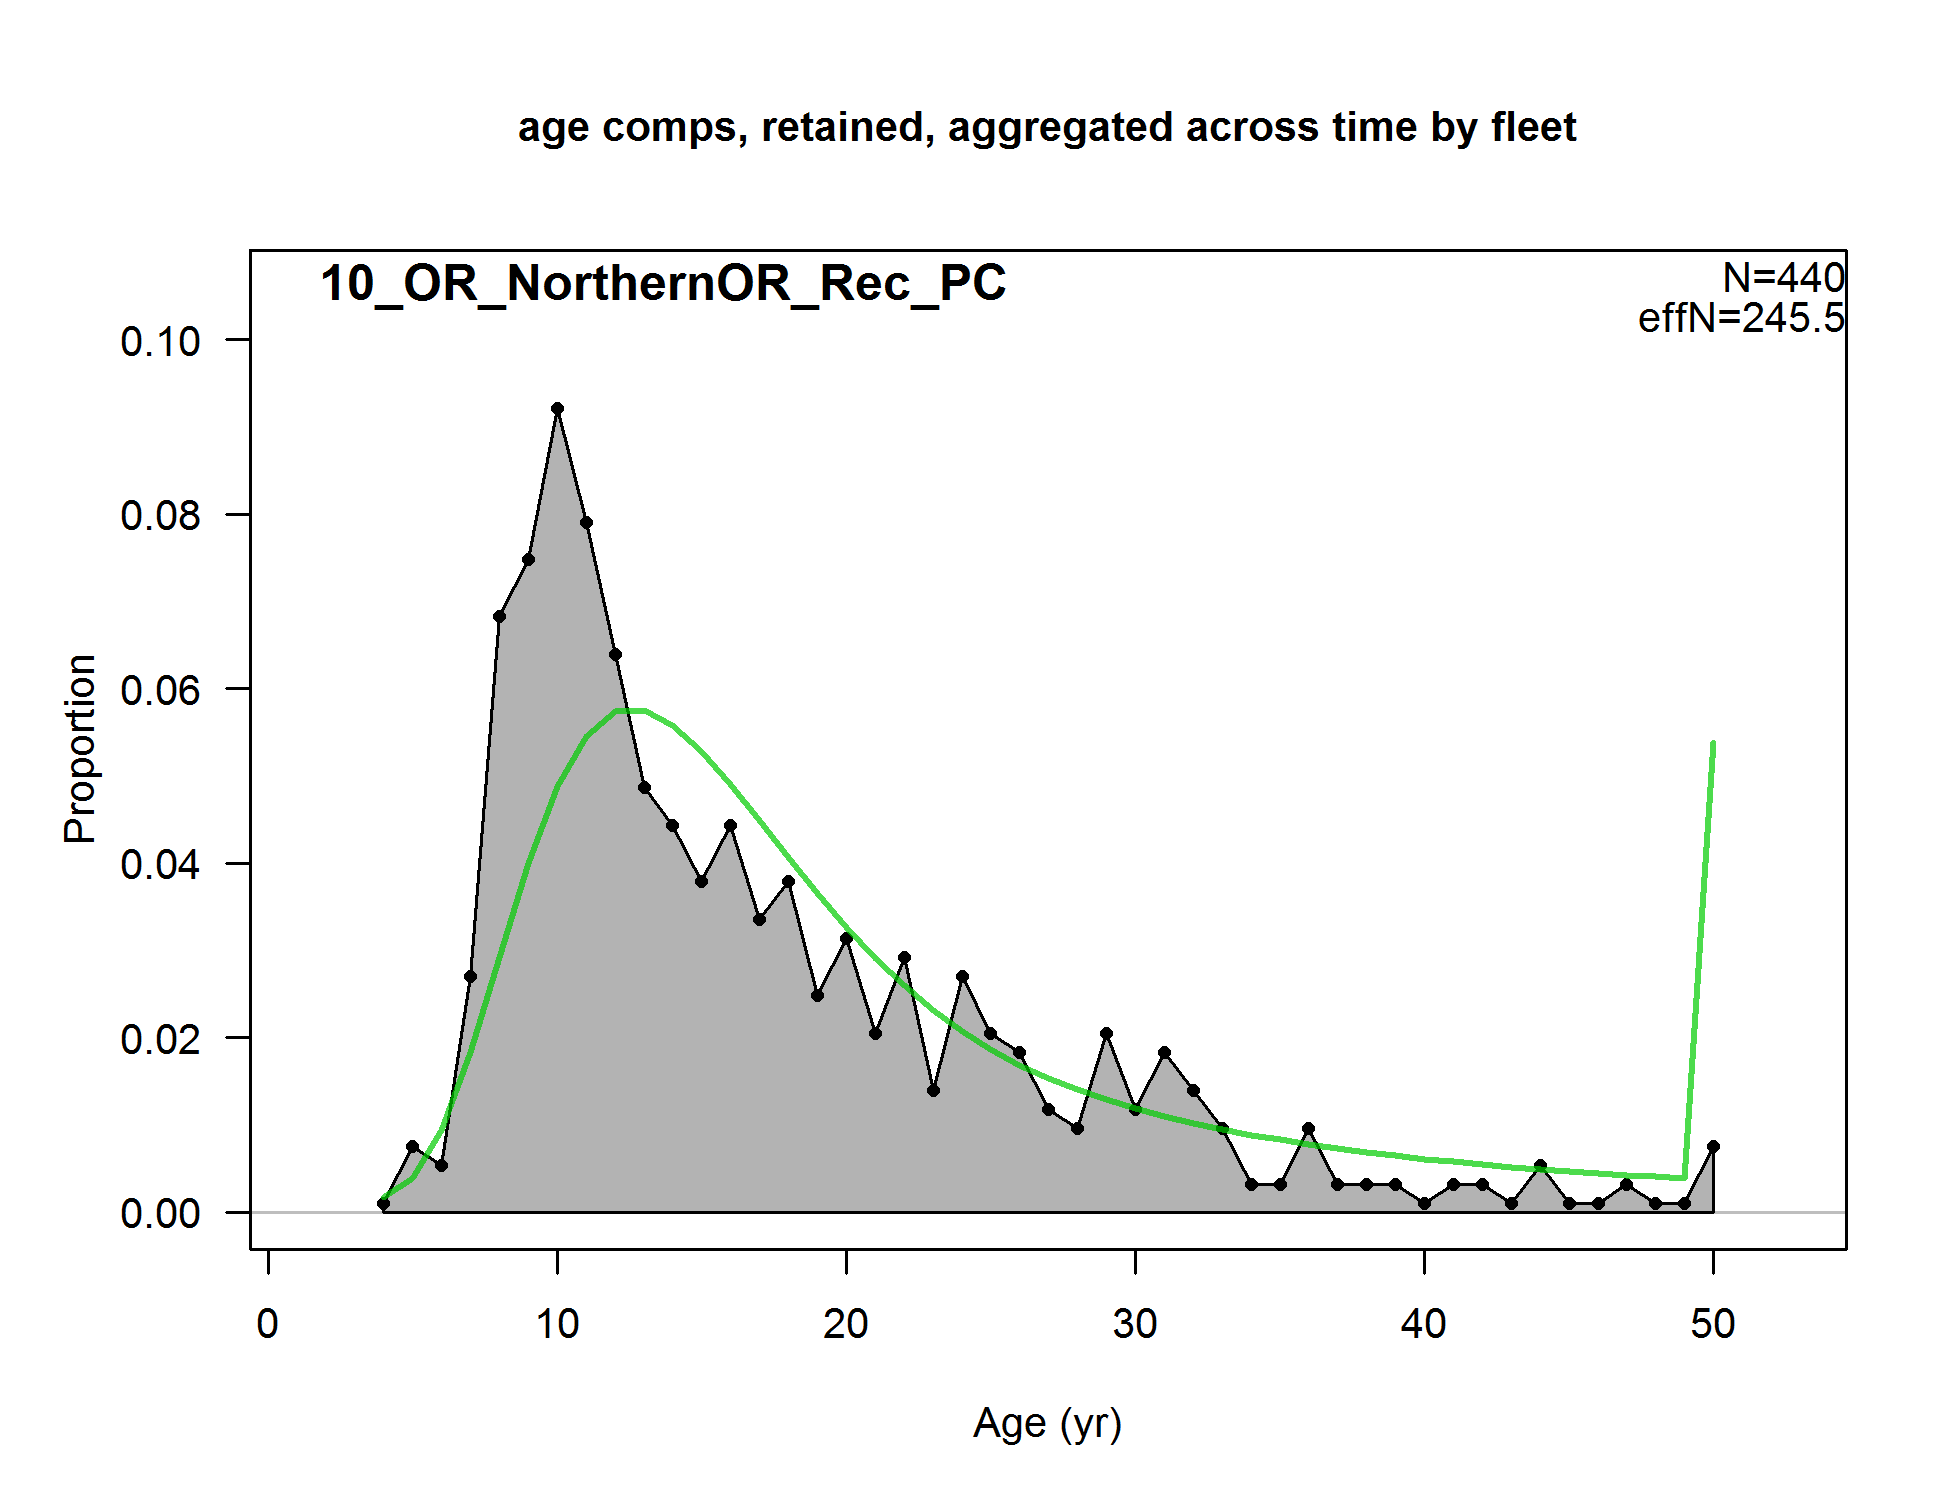 age comps, retained, aggregated across time by fleet
10_OR_NorthernOR_Rec_PC
N=440
effN=245.5
0.10
0.08
0.06
0.04
0.02
0.00
Proportion
0 10 20 30 40 50
Age (yr)